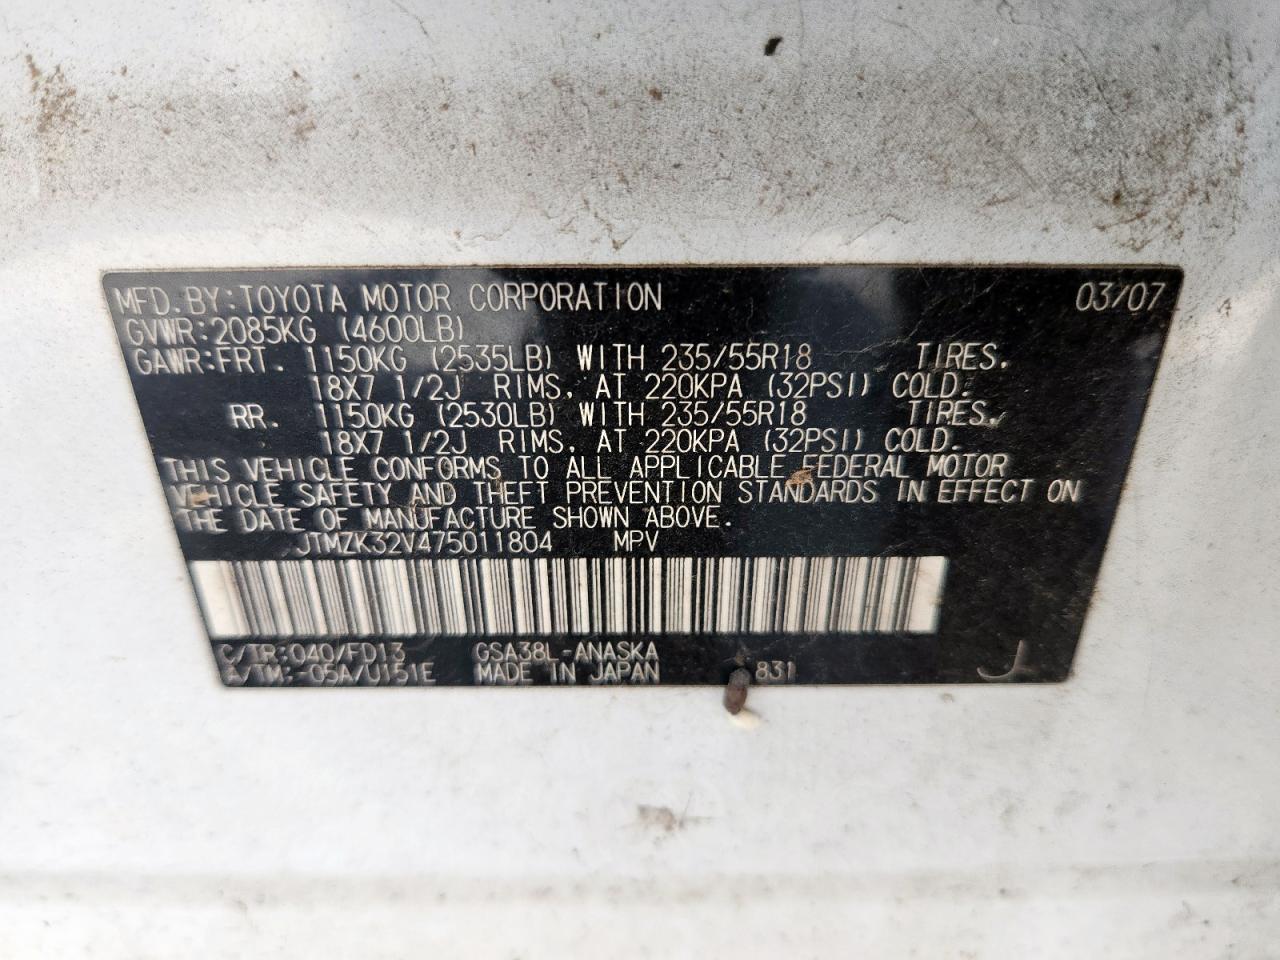 MFD.BY:TOYOTA MOTOR CORPORATION 03/07
GVWR:2085KG (4600LB)
GAWR:FRT. 1150KG (2535LB) WITH 235/55R18 TIRES.
18X7 1/2J RIMS, AT 220KPA (32PSI) COLD.
RR. 1150KG (2530LB) WITH 235/55R18 TIRES.
18X7 1/2J RIMS, AT 220KPA (32PSI) COLD.
THIS VEHICLE CONFORMS TO ALL APPLICABLE FEDERAL MOTOR
VEHICLE SAFETY AND THEFT PREVENTION STANDARDS IN EFFECT ON
THE DATE OF MANUFACTURE SHOWN ABOVE.
JTMZK32V475011804 MPV
C/TR:040/FD13 GSA38L-ANASKA
A/TM:-05A/U151E MADE IN JAPAN 831 J